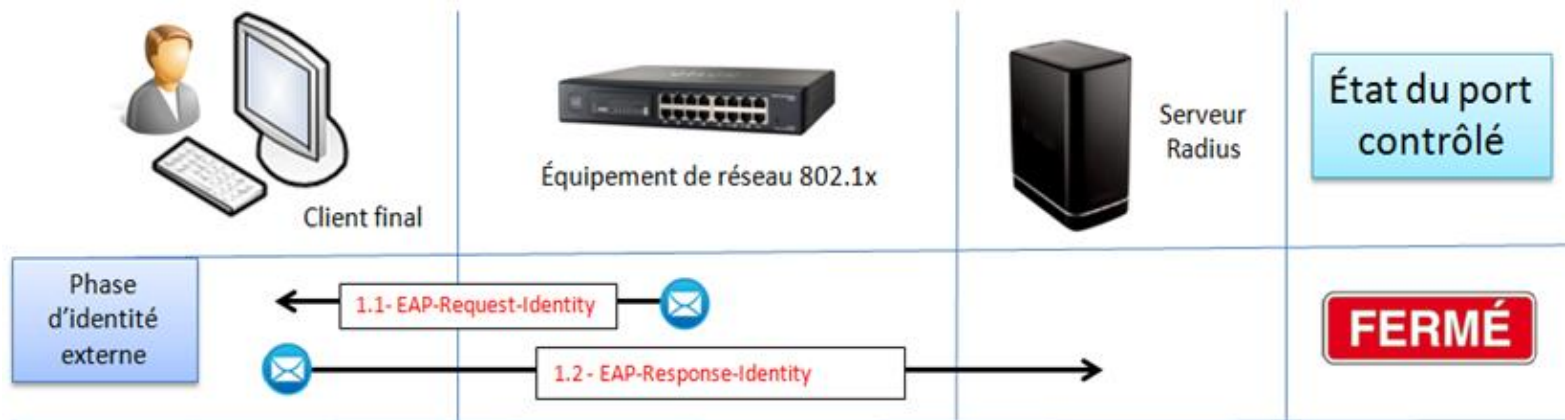 Client final
Équipement de réseau 802.1x
Serveur
Radius
État du port
contrôlé
Phase
d'identité
externe
1.1- EAP-Request-Identity
1.2 - EAP-Response-Identity
FERMÉ